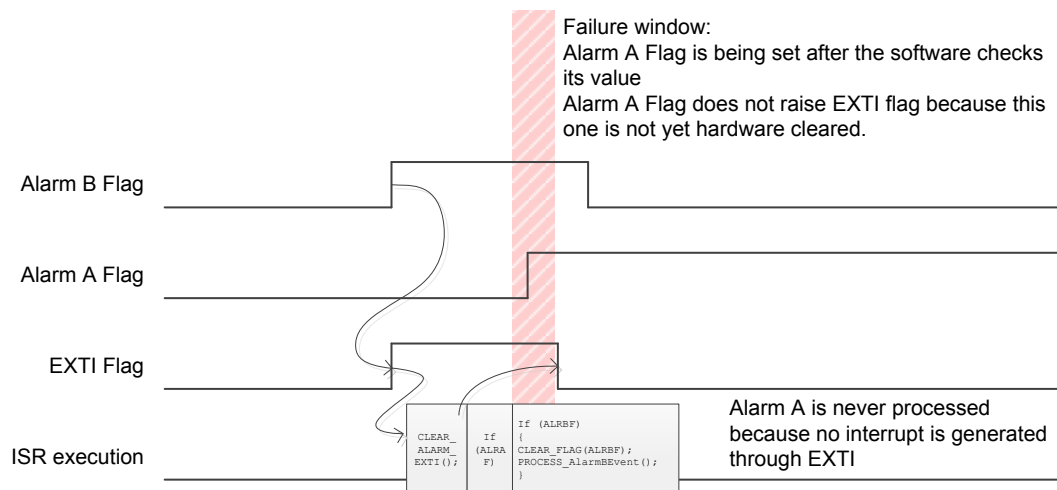 Failure window:
Alarm A Flag is being set after the software checks
its value
Alarm A Flag does not raise EXTI flag because this
one is not yet hardware cleared.
Alarm B Flag
Alarm A Flag
EXTI Flag
ISR execution
CLEAR_
ALARM_
EXTI();
If
(ALRA
F)
If (ALRBF)
{
CLEAR_FLAG(ALRBF);
PROCESS_AlarmBEvent();
}
Alarm A is never processed
because no interrupt is generated
through EXTI